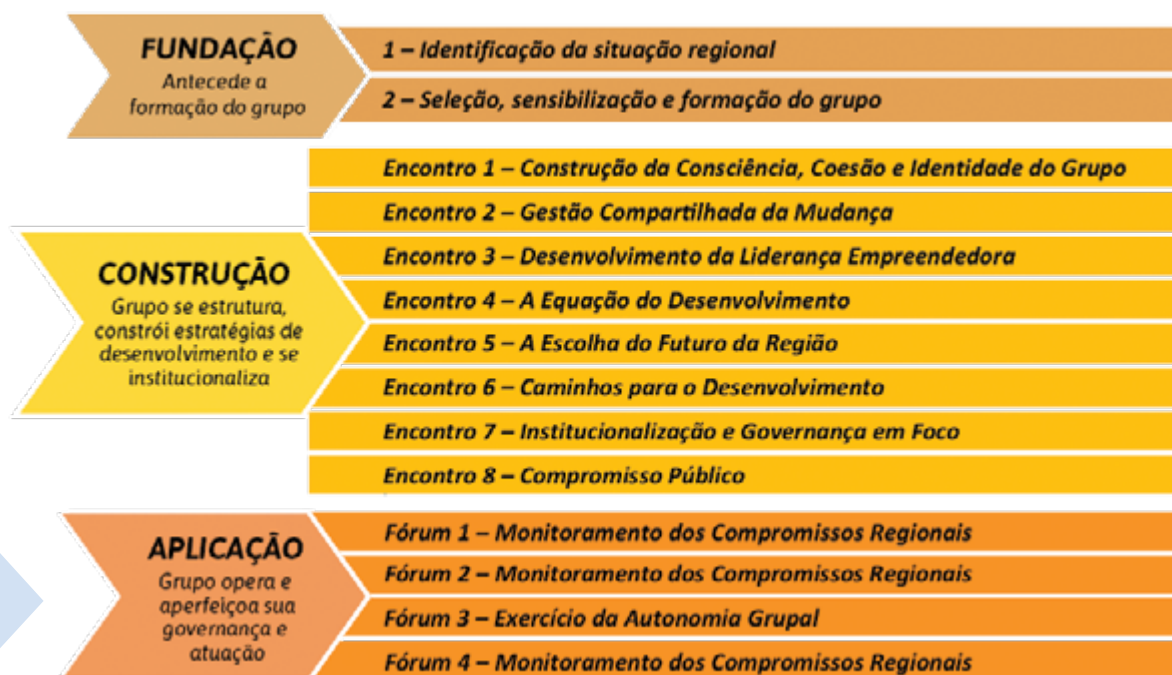 FUNDAÇÃO
Antecede a
formação do grupo
1 – Identificação da situação regional
2 – Seleção, sensibilização e formação do grupo
CONSTRUÇÃO
Grupo se estrutura,
constrói estratégias de
desenvolvimento e se
institucionaliza
Encontro 1 – Construção da Consciência, Coesão e Identidade do Grupo
Encontro 2 – Gestão Compartilhada da Mudança
Encontro 3 – Desenvolvimento da Liderança Empreendedora
Encontro 4 – A Equação do Desenvolvimento
Encontro 5 – A Escolha do Futuro da Região
Encontro 6 – Caminhos para o Desenvolvimento
Encontro 7 – Institucionalização e Governança em Foco
Encontro 8 – Compromisso Público
APLICAÇÃO
Grupo opera e
aperfeiçoa sua
governança e
atuação
Fórum 1 – Monitoramento dos Compromissos Regionais
Fórum 2 – Monitoramento dos Compromissos Regionais
Fórum 3 – Exercício da Autonomia Grupal
Fórum 4 – Monitoramento dos Compromissos Regionais